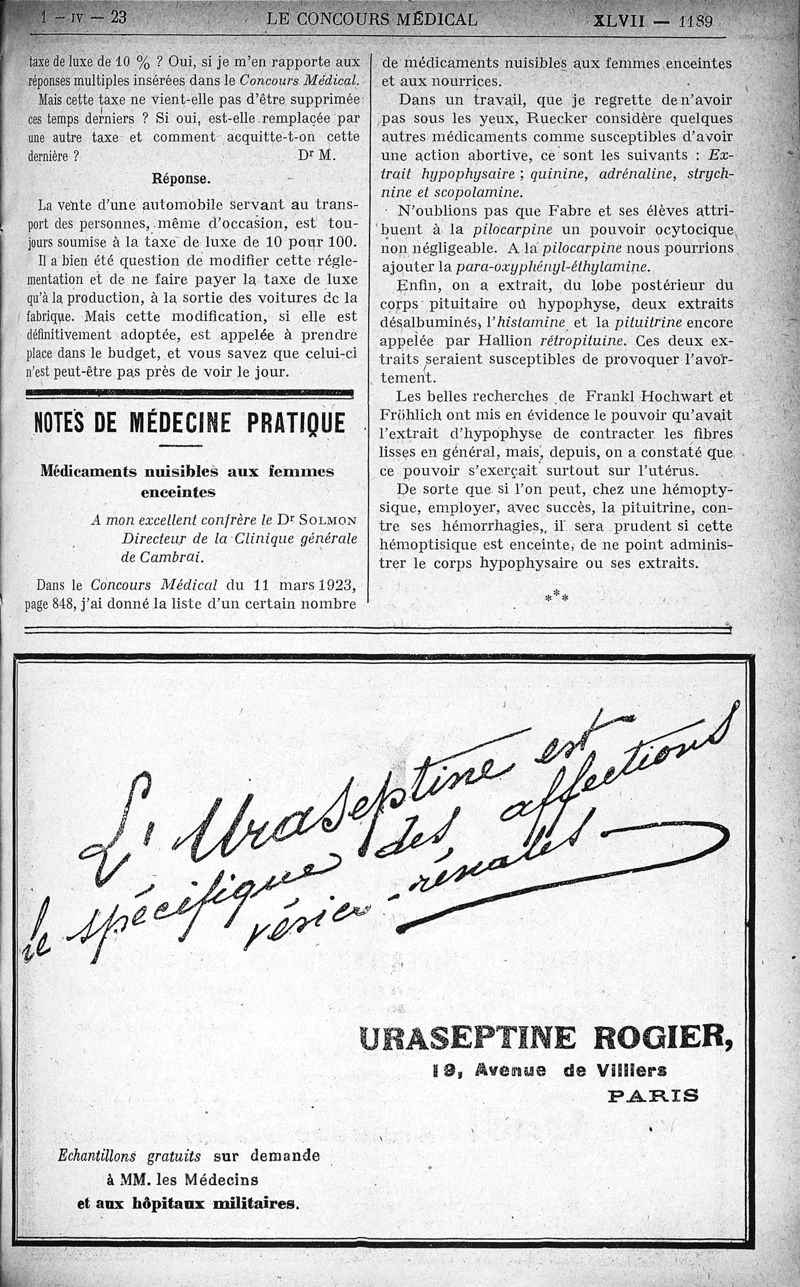 1 — IV — 23 LE CONCOURS MÉDICAL XLVII — 1189
taxe de luxe de 10 % ? Oui, si je m'en rapporte aux
réponses multiples insérées dans le Concours Médical.
Mais cette taxe ne vient-elle pas d'être supprimée
ces temps derniers ? Si oui, est-elle remplacée par
une autre taxe et comment acquitte-t-on cette
dernière ? Dr M.
Réponse.
La vente d'une automobile servant au trans-
port des personnes, même d'occasion, est tou-
jours soumise à la taxe de luxe de 10 pour 100.
Il a bien été question de modifier cette régle-
mentation et de ne faire payer la taxe de luxe
qu'à la production, à la sortie des voitures de la
fabrique. Mais cette modification, si elle est
définitivement adoptée, est appelée à prendre
place dans le budget, et vous savez que celui-ci
n'est peut-être pas près de voir le jour.
NOTES DE MÉDECINE PRATIQUE
Médicaments nuisibles aux femmes
enceintes
A mon excellent confrère le Dr SOLMON
Directeur de la Clinique générale
de Cambrai.
Dans le Concours Médical du 11 mars 1923,
page 848, j'ai donné la liste d'un certain nombre
de médicaments nuisibles aux femmes enceintes
et aux nourrices.
Dans un travail, que je regrette de n'avoir
pas sous les yeux, Ruecker considère quelques
autres médicaments comme susceptibles d'avoir
une action abortive, ce sont les suivants : Ex-
trait hypophysaire ; quinine, adrénaline, strych-
nine et scopolamine.
N'oublions pas que Fabre et ses élèves attri-
buent à la pilocarpine un pouvoir ocytocique
non négligeable. A la pilocarpine nous pourrions
ajouter la para-oxyphényl-éthylamine.
Enfin, on a extrait, du lobe postérieur du
corps pituitaire où hypophyse, deux extraits
désalbuminés, l'histamine et la pituitrine encore
appelée par Hallion rétropituine. Ces deux ex-
traits seraient susceptibles de provoquer l'avor-
tement.
Les belles recherches de Frankl Hochwart et
Fröhlich ont mis en évidence le pouvoir qu'avait
l'extrait d'hypophyse de contracter les fibres
lisses en général, mais, depuis, on a constaté que
ce pouvoir s'exerçait surtout sur l'utérus.
De sorte que si l'on peut, chez une hémopty-
sique, employer, avec succès, la pituitrine, con-
tre ses hémorrhagies, il sera prudent si cette
hémoptisique est enceinte, de ne point adminis-
trer le corps hypophysaire ou ses extraits.
***
L'Uraseptine est
le spécifique des affections
vésico-rénales
URASEPTINE ROGIER,
19, Avenue de Villiers
PARIS
Echantillons gratuits sur demande
à MM. les Médecins
et aux hôpitaux militaires.